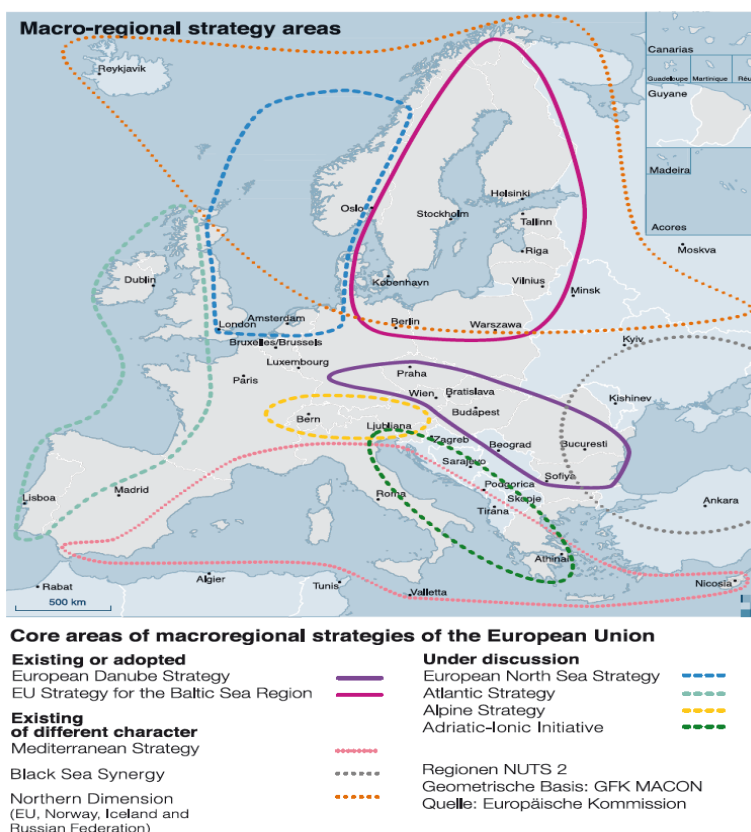 Macro-regional strategy areas
Reykjavik
Canarias
Guadeloupe Martinique Réu
Guyane
Madeira
Acores
Helsinki
Oslo
Stockholm
Tallinn
Riga
Moskva
Dublin
København
Vilnius
Minsk
Amsterdam
London
Berlin
Warszawa
Bruxelles/Brussels
Kyiv
Luxembourg
Paris
Praha
Wien
Bratislava
Kishinev
Budapest
Bern
Ljubljana
Zagreb
Beograd
Bucuresti
Sarajevo
Sofiya
Podgorica
Lisboa
Madrid
Roma
Skopje
Ankara
Tirana
Athinai
Rabat
Algier
Tunis
Valletta
Nicosia
500 km
Core areas of macroregional strategies of the European Union
Existing or adopted
European Danube Strategy
EU Strategy for the Baltic Sea Region
Existing
of different character
Mediterranean Strategy
Black Sea Synergy
Northern Dimension
(EU, Norway, Iceland and
Russian Federation)
Under discussion
European North Sea Strategy
Atlantic Strategy
Alpine Strategy
Adriatic-Ionic Initiative
Regionen NUTS 2
Geometrische Basis: GFK MACON
Quelle: Europäische Kommission